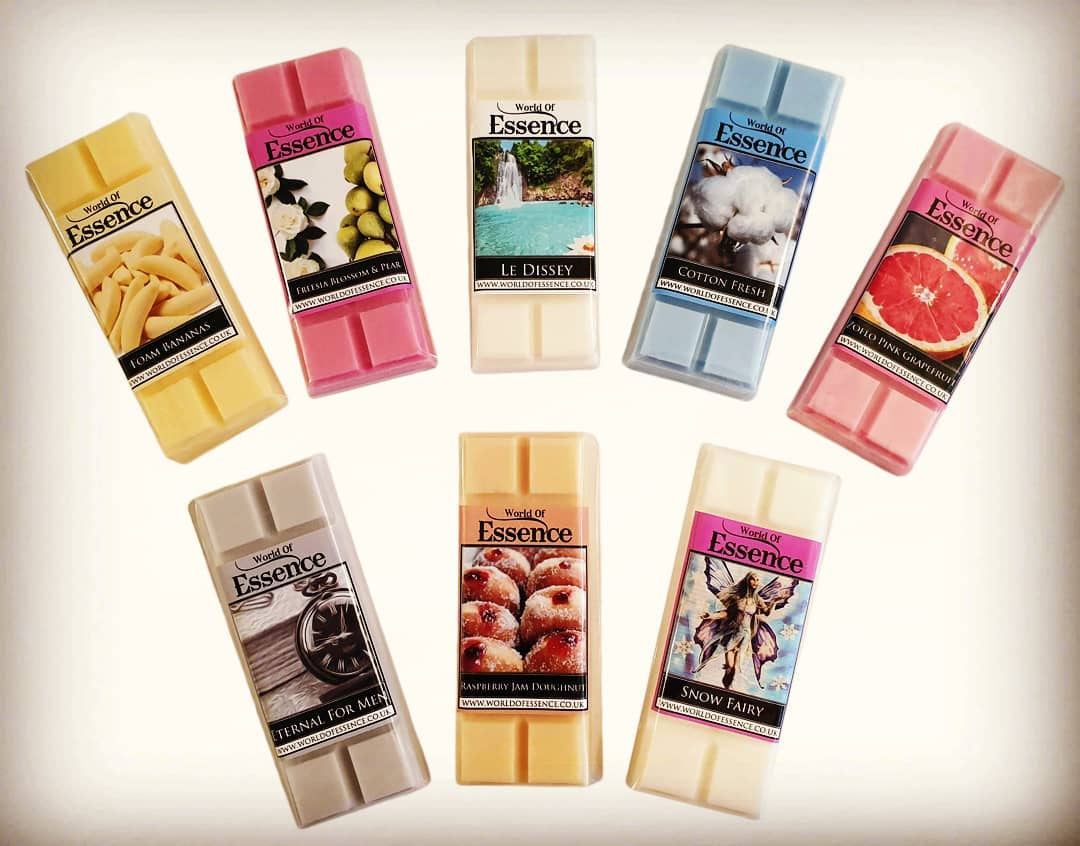 World Of
Essence
Foam Bananas
WWW.WORLDOFESSENCE.CO.UK
World Of
Essence
Freesia Blossom & Pear
WWW.WORLDOFESSENCE.CO.UK
World Of
Essence
Le Dissey
WWW.WORLDOFESSENCE.CO.UK
World Of
Essence
Cotton Fresh
WWW.WORLDOFESSENCE.CO.UK
World Of
Essence
Pink Grapefruit
WWW.WORLDOFESSENCE.CO.UK
World Of
Essence
Eternal For Men
WWW.WORLDOFESSENCE.CO.UK
World Of
Essence
Raspberry Jam Doughnut
WWW.WORLDOFESSENCE.CO.UK
World Of
Essence
Snow Fairy
WWW.WORLDOFESSENCE.CO.UK